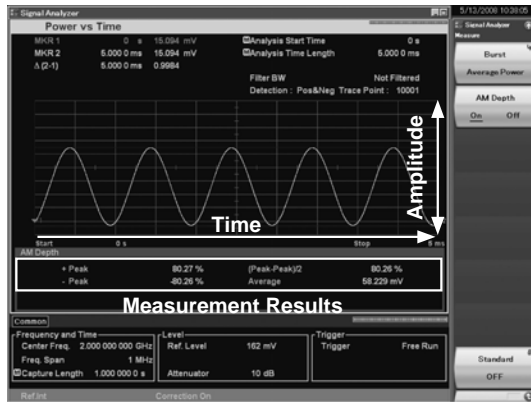 Signal Analyzer
5/13/2008 10:38:05
Power vs Time
MKR 1 0 s 15.094 mV
MKR 2 5.000 0 ms 15.094 mV
Δ (2-1) 5.000 0 ms 0.9984
Analysis Start Time 0 s
Analysis Time Length 5.000 0 ms
Filter BW Not Filtered
Detection : Pos&Neg Trace Point : 10001
Amplitude
Time
Start 0 s Stop 5 ms
AM Depth
+ Peak 80.27 % (Peak-Peak)/2 80.26 %
- Peak -80.26 % Average 58.229 mV
Measurement Results
Common
Frequency and Time
Center Freq. 2.000 000 000 GHz
Freq. Span 1 MHz
Capture Length 1.000 000 0 s
Level
Ref. Level 162 mV
Attenuator 10 dB
Trigger
Trigger Free Run
Ref.Int Correction On
Signal Analyzer
Measure
Burst
Average Power
AM Depth
On Off
Standard
OFF